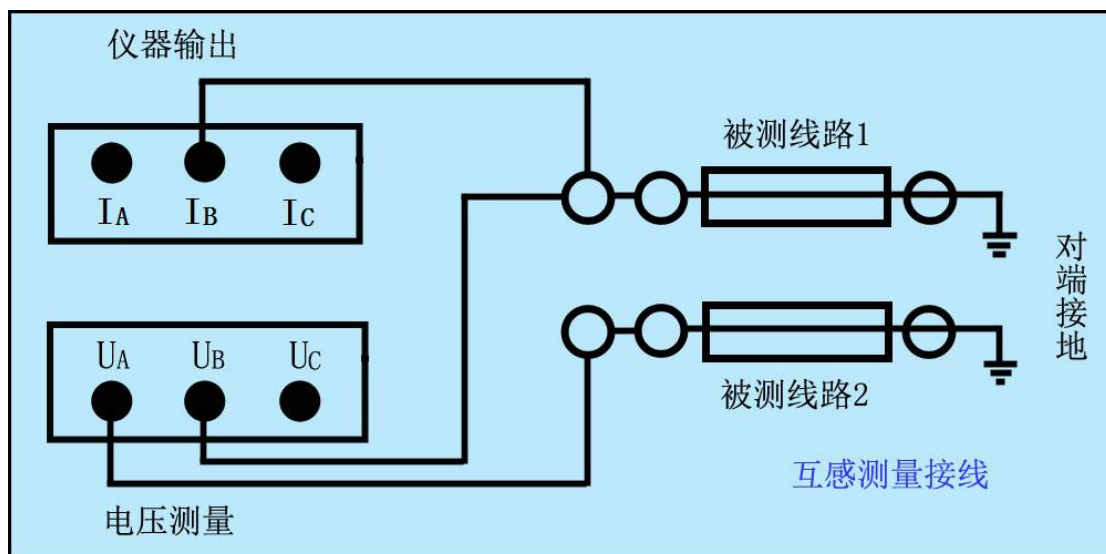 仪器输出
IA IB IC
被测线路1
对端接地
UA UB UC
被测线路2
互感测量接线
电压测量